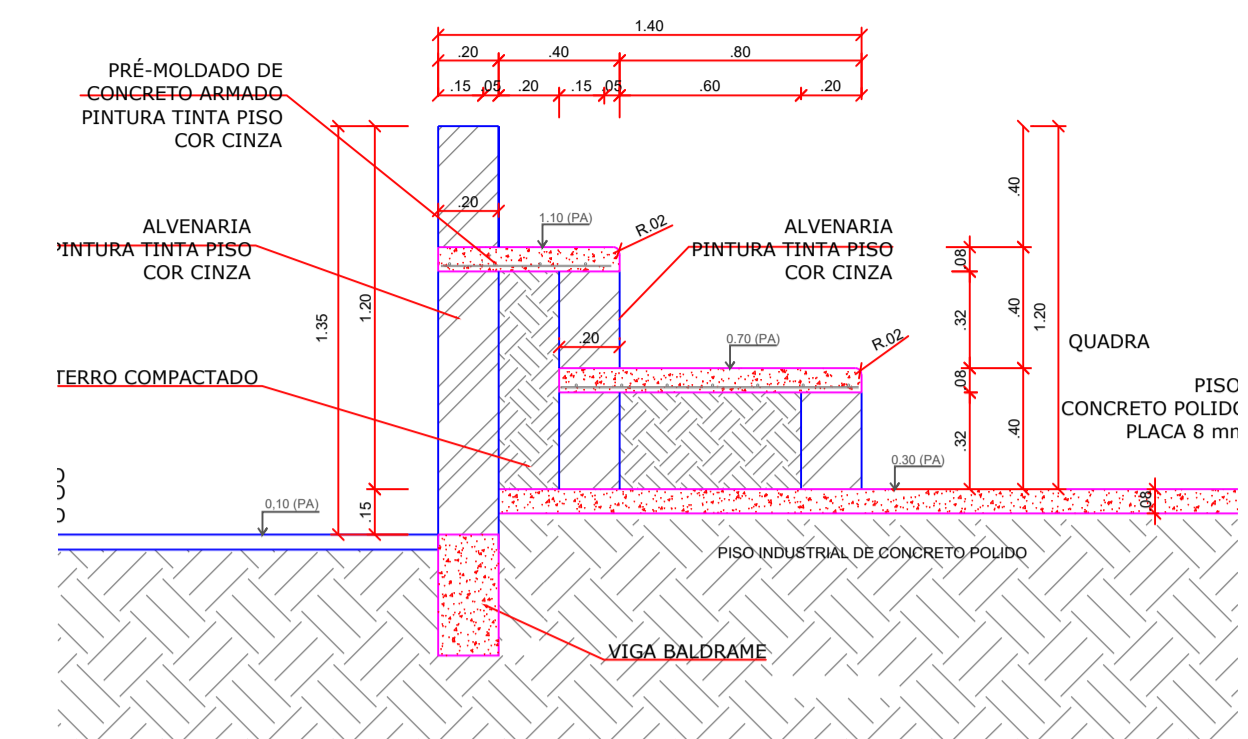 1.40
.20 .40 .80
.15 .05 .20 .15 .05 .60 .20
PRÉ-MOLDADO DE
CONCRETO ARMADO
PINTURA TINTA PISO
COR CINZA
ALVENARIA
PINTURA TINTA PISO
COR CINZA
TERRO COMPACTADO
1.35
1.20
.15
0,10 (PA)
.20
1.10 (PA)
R.02
ALVENARIA
PINTURA TINTA PISO
COR CINZA
.20
0.70 (PA)
R.02
0.30 (PA)
.08
.32
.08
.32
.40
.40
.40
1.20
QUADRA
PISO
CONCRETO POLIDO
PLACA 8 mm
.08
PISO INDUSTRIAL DE CONCRETO POLIDO
VIGA BALDRAME